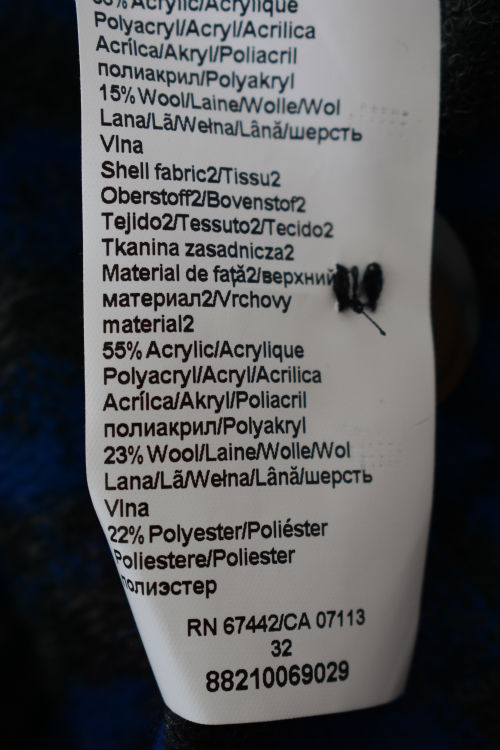 Acrylic/Acrylique
Polyacryl/Acryl/Acrilica
Acrílca/Akryl/Poliacril
полиакрил/Polyakryl
15% Wool/Laine/Wolle/Wol
Lana/Lã/Wełna/Lână/шерсть
Vlna
Shell fabric2/Tissu2
Oberstoff2/Bovenstof2
Tejido2/Tessuto2/Tecido2
Tkanina zasadnicza2
Material de față2/верхний
материал2/Vrchovy
material2
55% Acrylic/Acrylique
Polyacryl/Acryl/Acrilica
Acrílca/Akryl/Poliacril
полиакрил/Polyakryl
23% Wool/Laine/Wolle/Wol
Lana/Lã/Wełna/Lână/шерсть
Vlna
22% Polyester/Poliéster
Poliestere/Poliester
полиэстер
RN 67442/CA 07113
32
88210069029